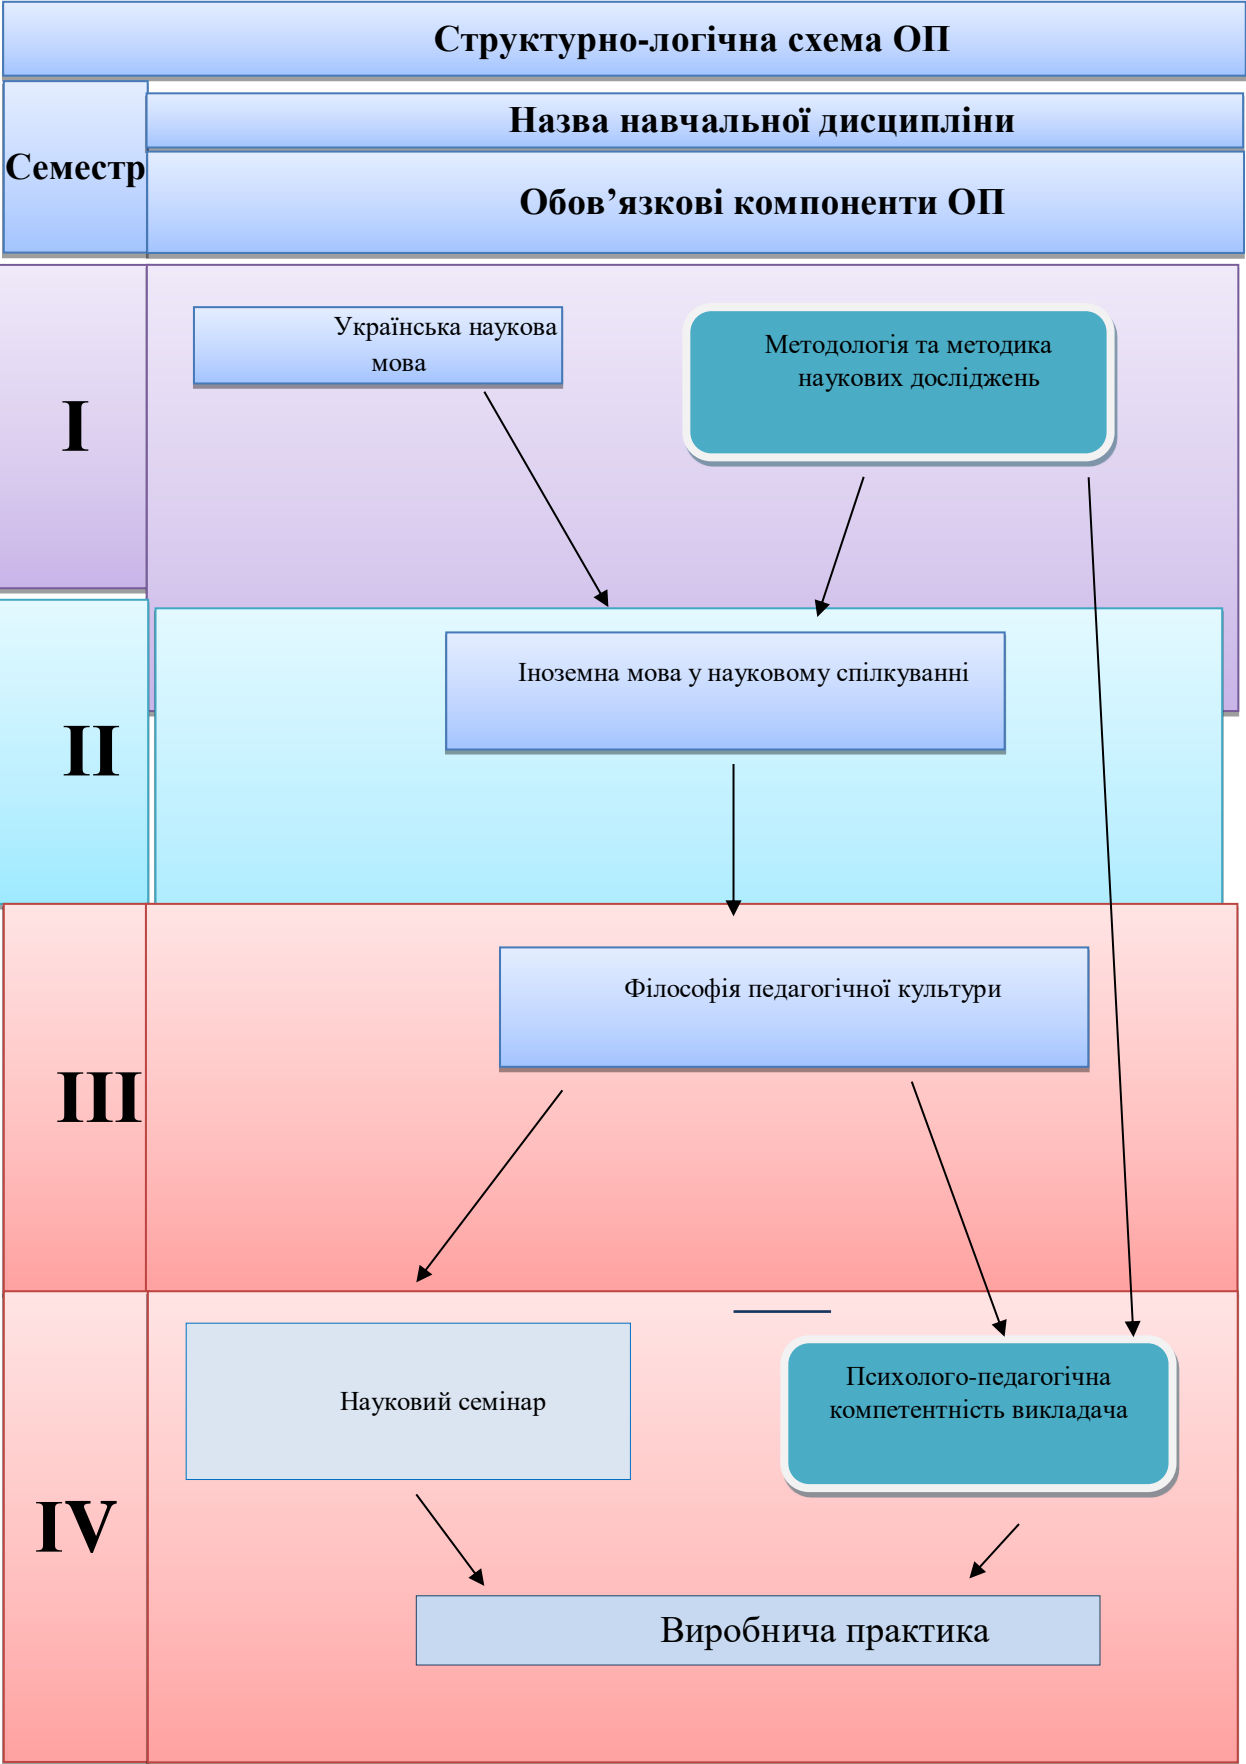 Структурно-логічна схема ОП
Назва навчальної дисципліни
Семестр
Обов’язкові компоненти ОП
I
Українська наукова
мова
Методологія та методика
наукових досліджень
II
Іноземна мова у науковому спілкуванні
III
Філософія педагогічної культури
IV
Науковий семінар
Психолого-педагогічна
компетентність викладача
Виробнича практика